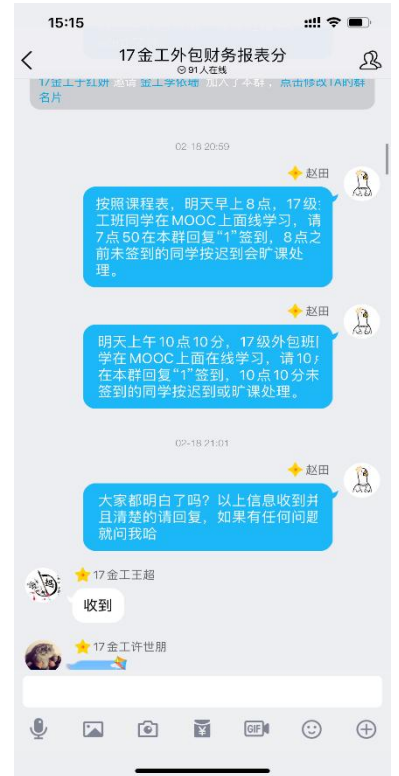 15:15
17金工外包财务报表分
91人在线
17金工于红妍 邀请 金工李依珊 加入了本群，点击修改TA的群
名片
02-18 20:59
赵田
按照课程表，明天早上8点，17级
工班同学在MOOC上面线学习，请
7点50在本群回复“1”签到，8点之
前未签到的同学按迟到会旷课处
理。
赵田
明天上午10点10分，17级外包班
学在MOOC上面在线学习，请10
在本群回复“1”签到，10点10分未
签到的同学按迟到或旷课处理。
02-18 21:01
赵田
大家都明白了吗？以上信息收到并
且清楚的请回复，如果有任何问题
就问我哈
17金工王超
收到
17金工许世朋
GIF